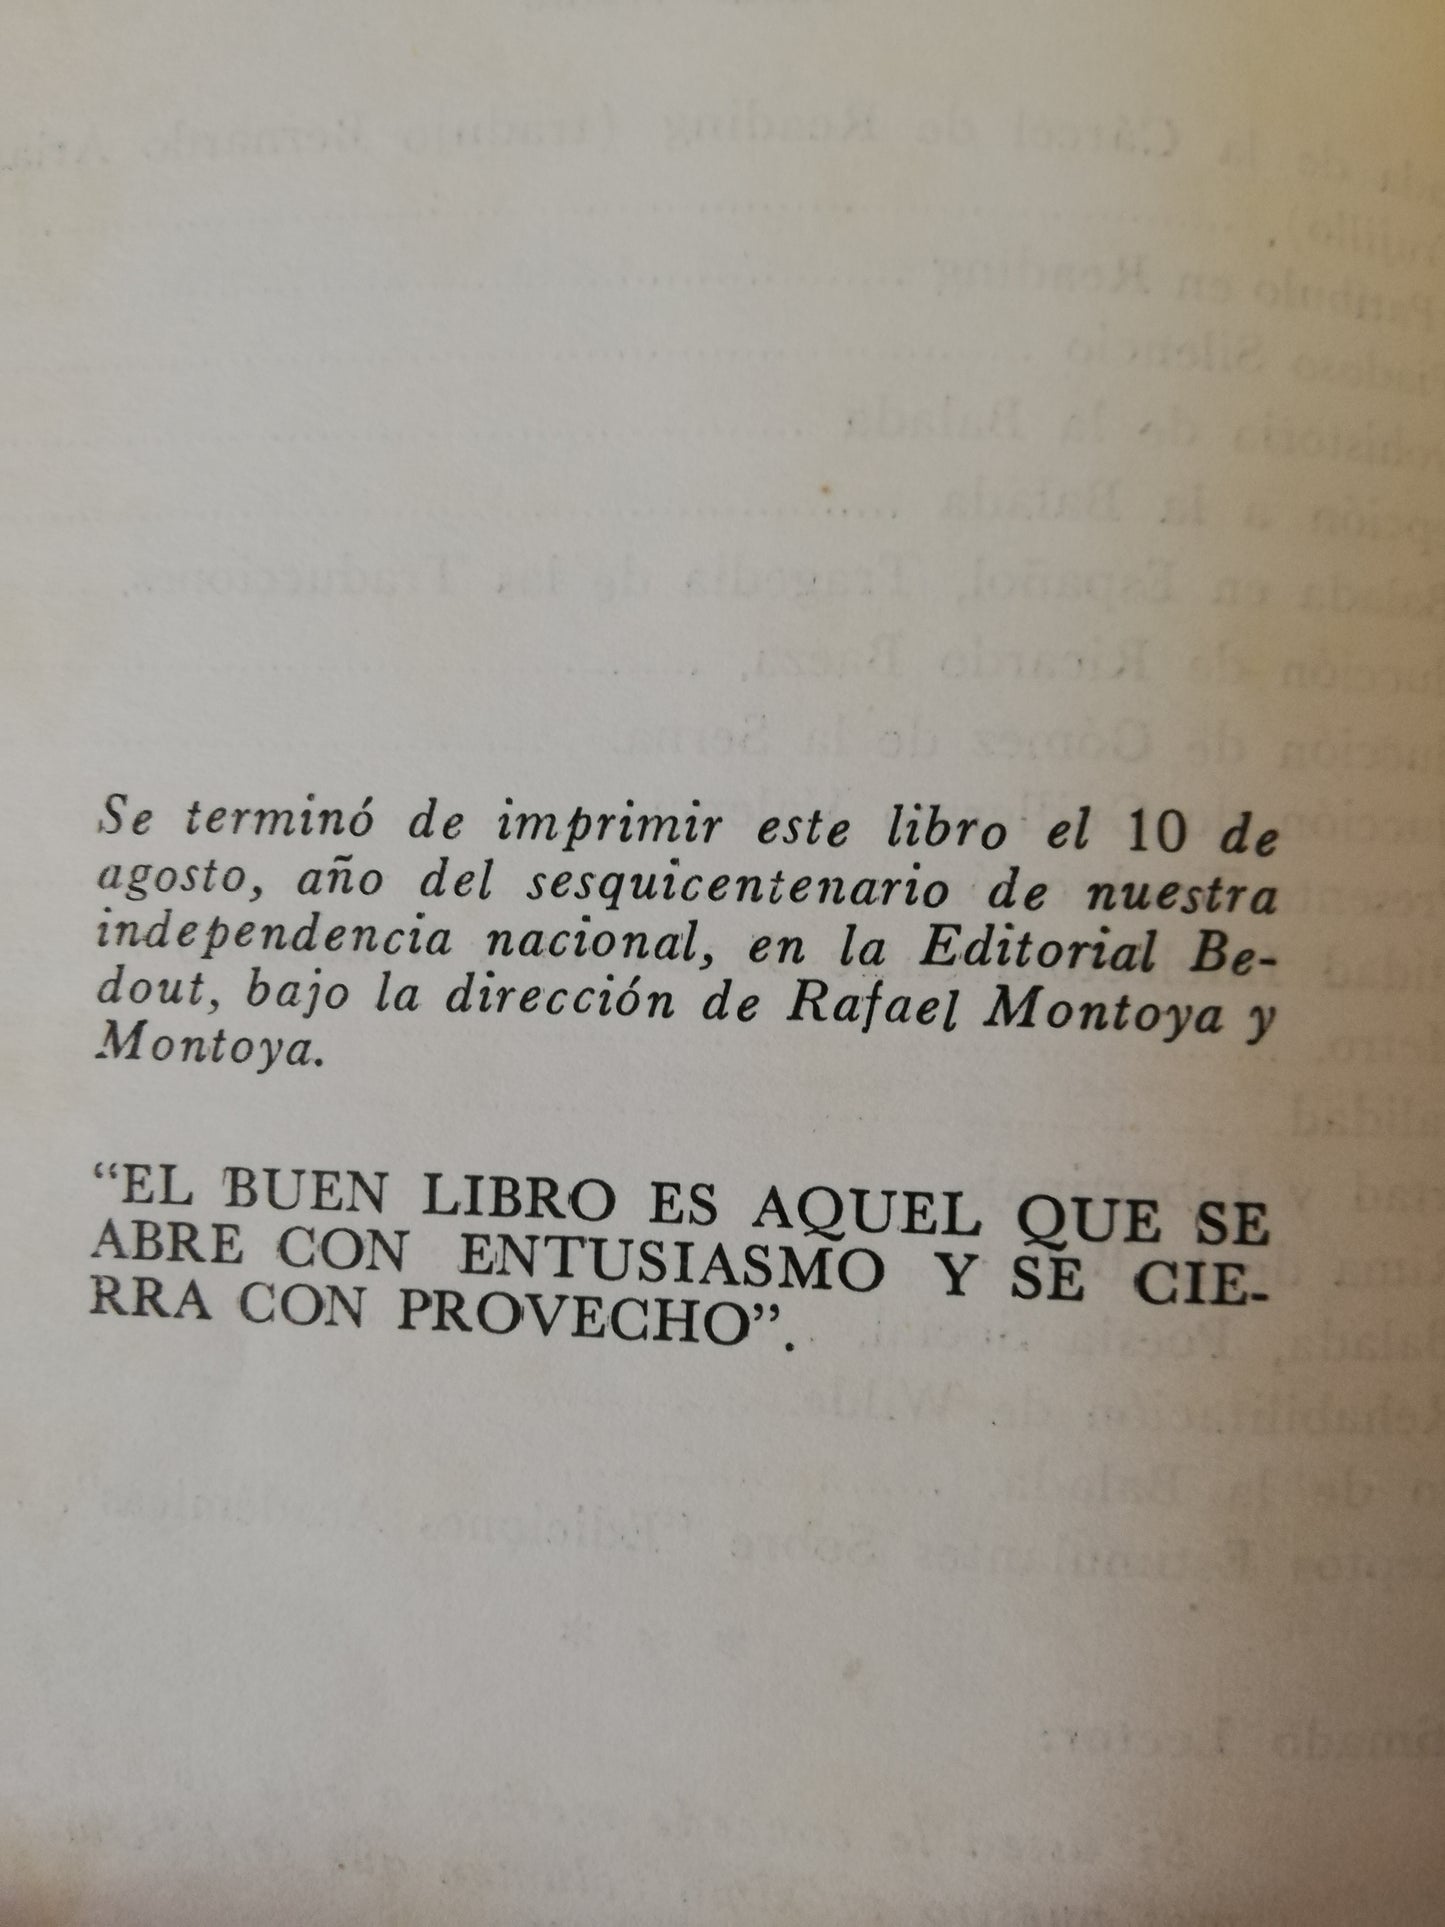 Se terminó de imprimir este libro el 10 de
agosto, año del sesquicentenario de nuestra
independencia nacional, en la Editorial Be-
dout, bajo la dirección de Rafael Montoya y
Montoya.
“EL BUEN LIBRO ES AQUEL QUE SE
ABRE CON ENTUSIASMO Y SE CIE-
RRA CON PROVECHO”.